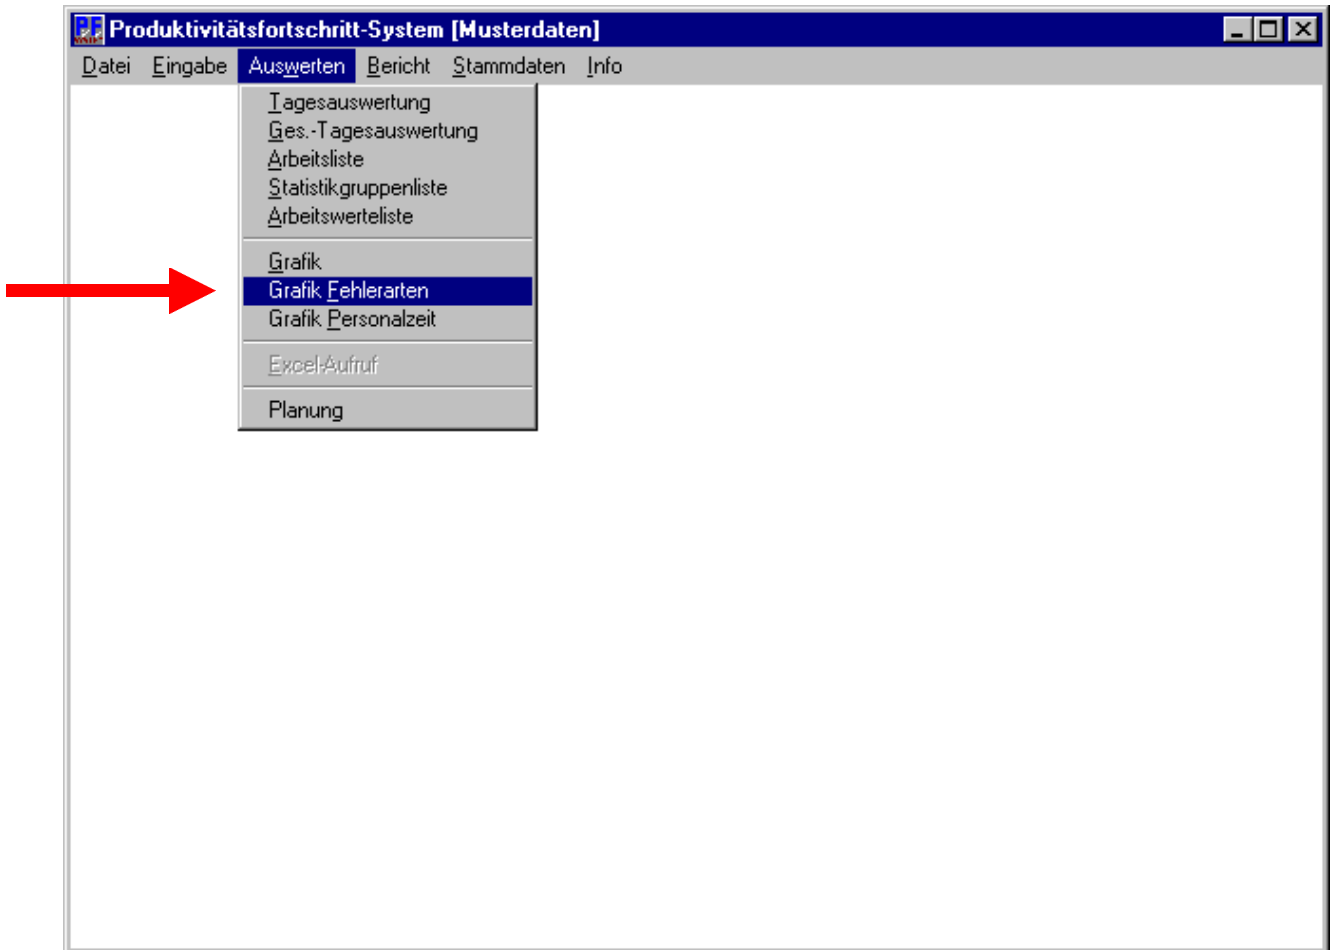 Produktivitätsfortschritt-System [Musterdaten]
Datei Eingabe Auswerten Bericht Stammdaten Info
Tagesauswertung
Ges.-Tagesauswertung
Arbeitsliste
Statistikgruppenliste
Arbeitswerteliste
Grafik
Grafik Fehlerarten
Grafik Personalzeit
Excel-Aufruf
Planung